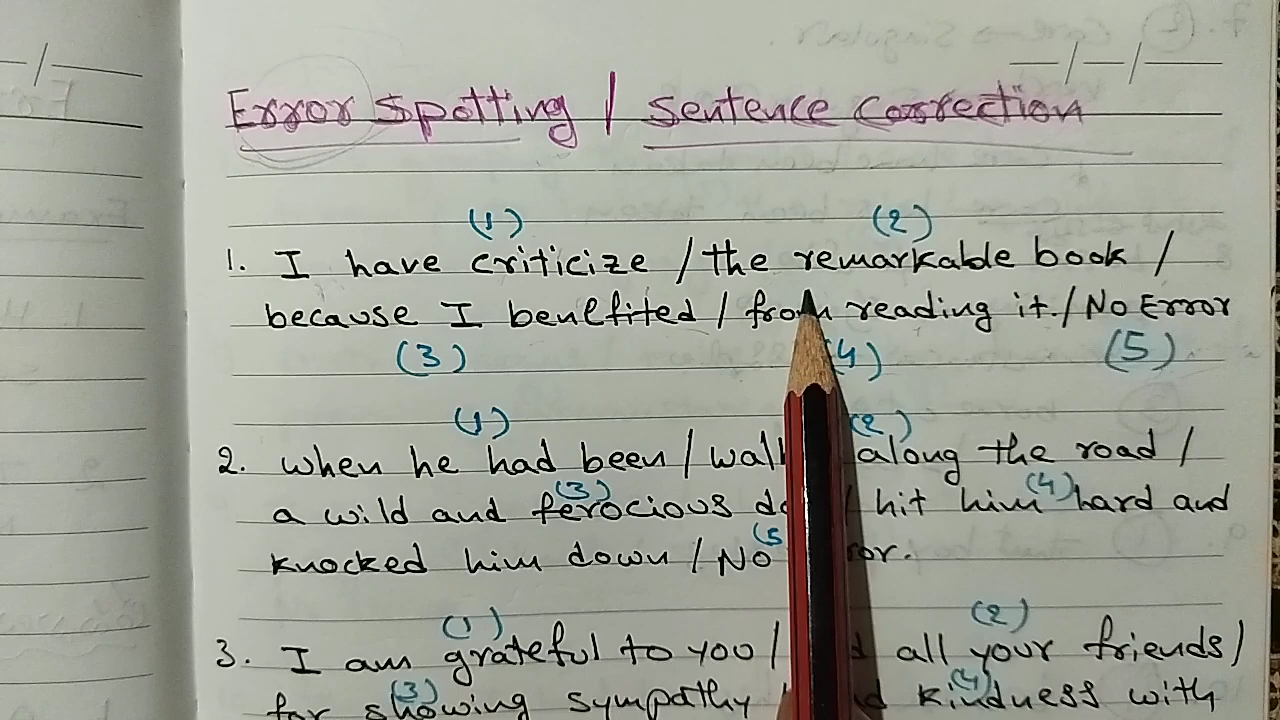 Error Spotting / Sentence Correction
(1) (2)
1. I have criticize / the remarkable book /
because I benefited / from reading it. / No Error
(3) (4) (5)
(1) (2)
2. When he had been / along the road /
(3) (4)
a wild and ferocious hit him hard and
(5
knocked him down / No
(1) (2)
3. I am grateful to you / all your friends /
(3) (4)
for showing sympathy kindness with